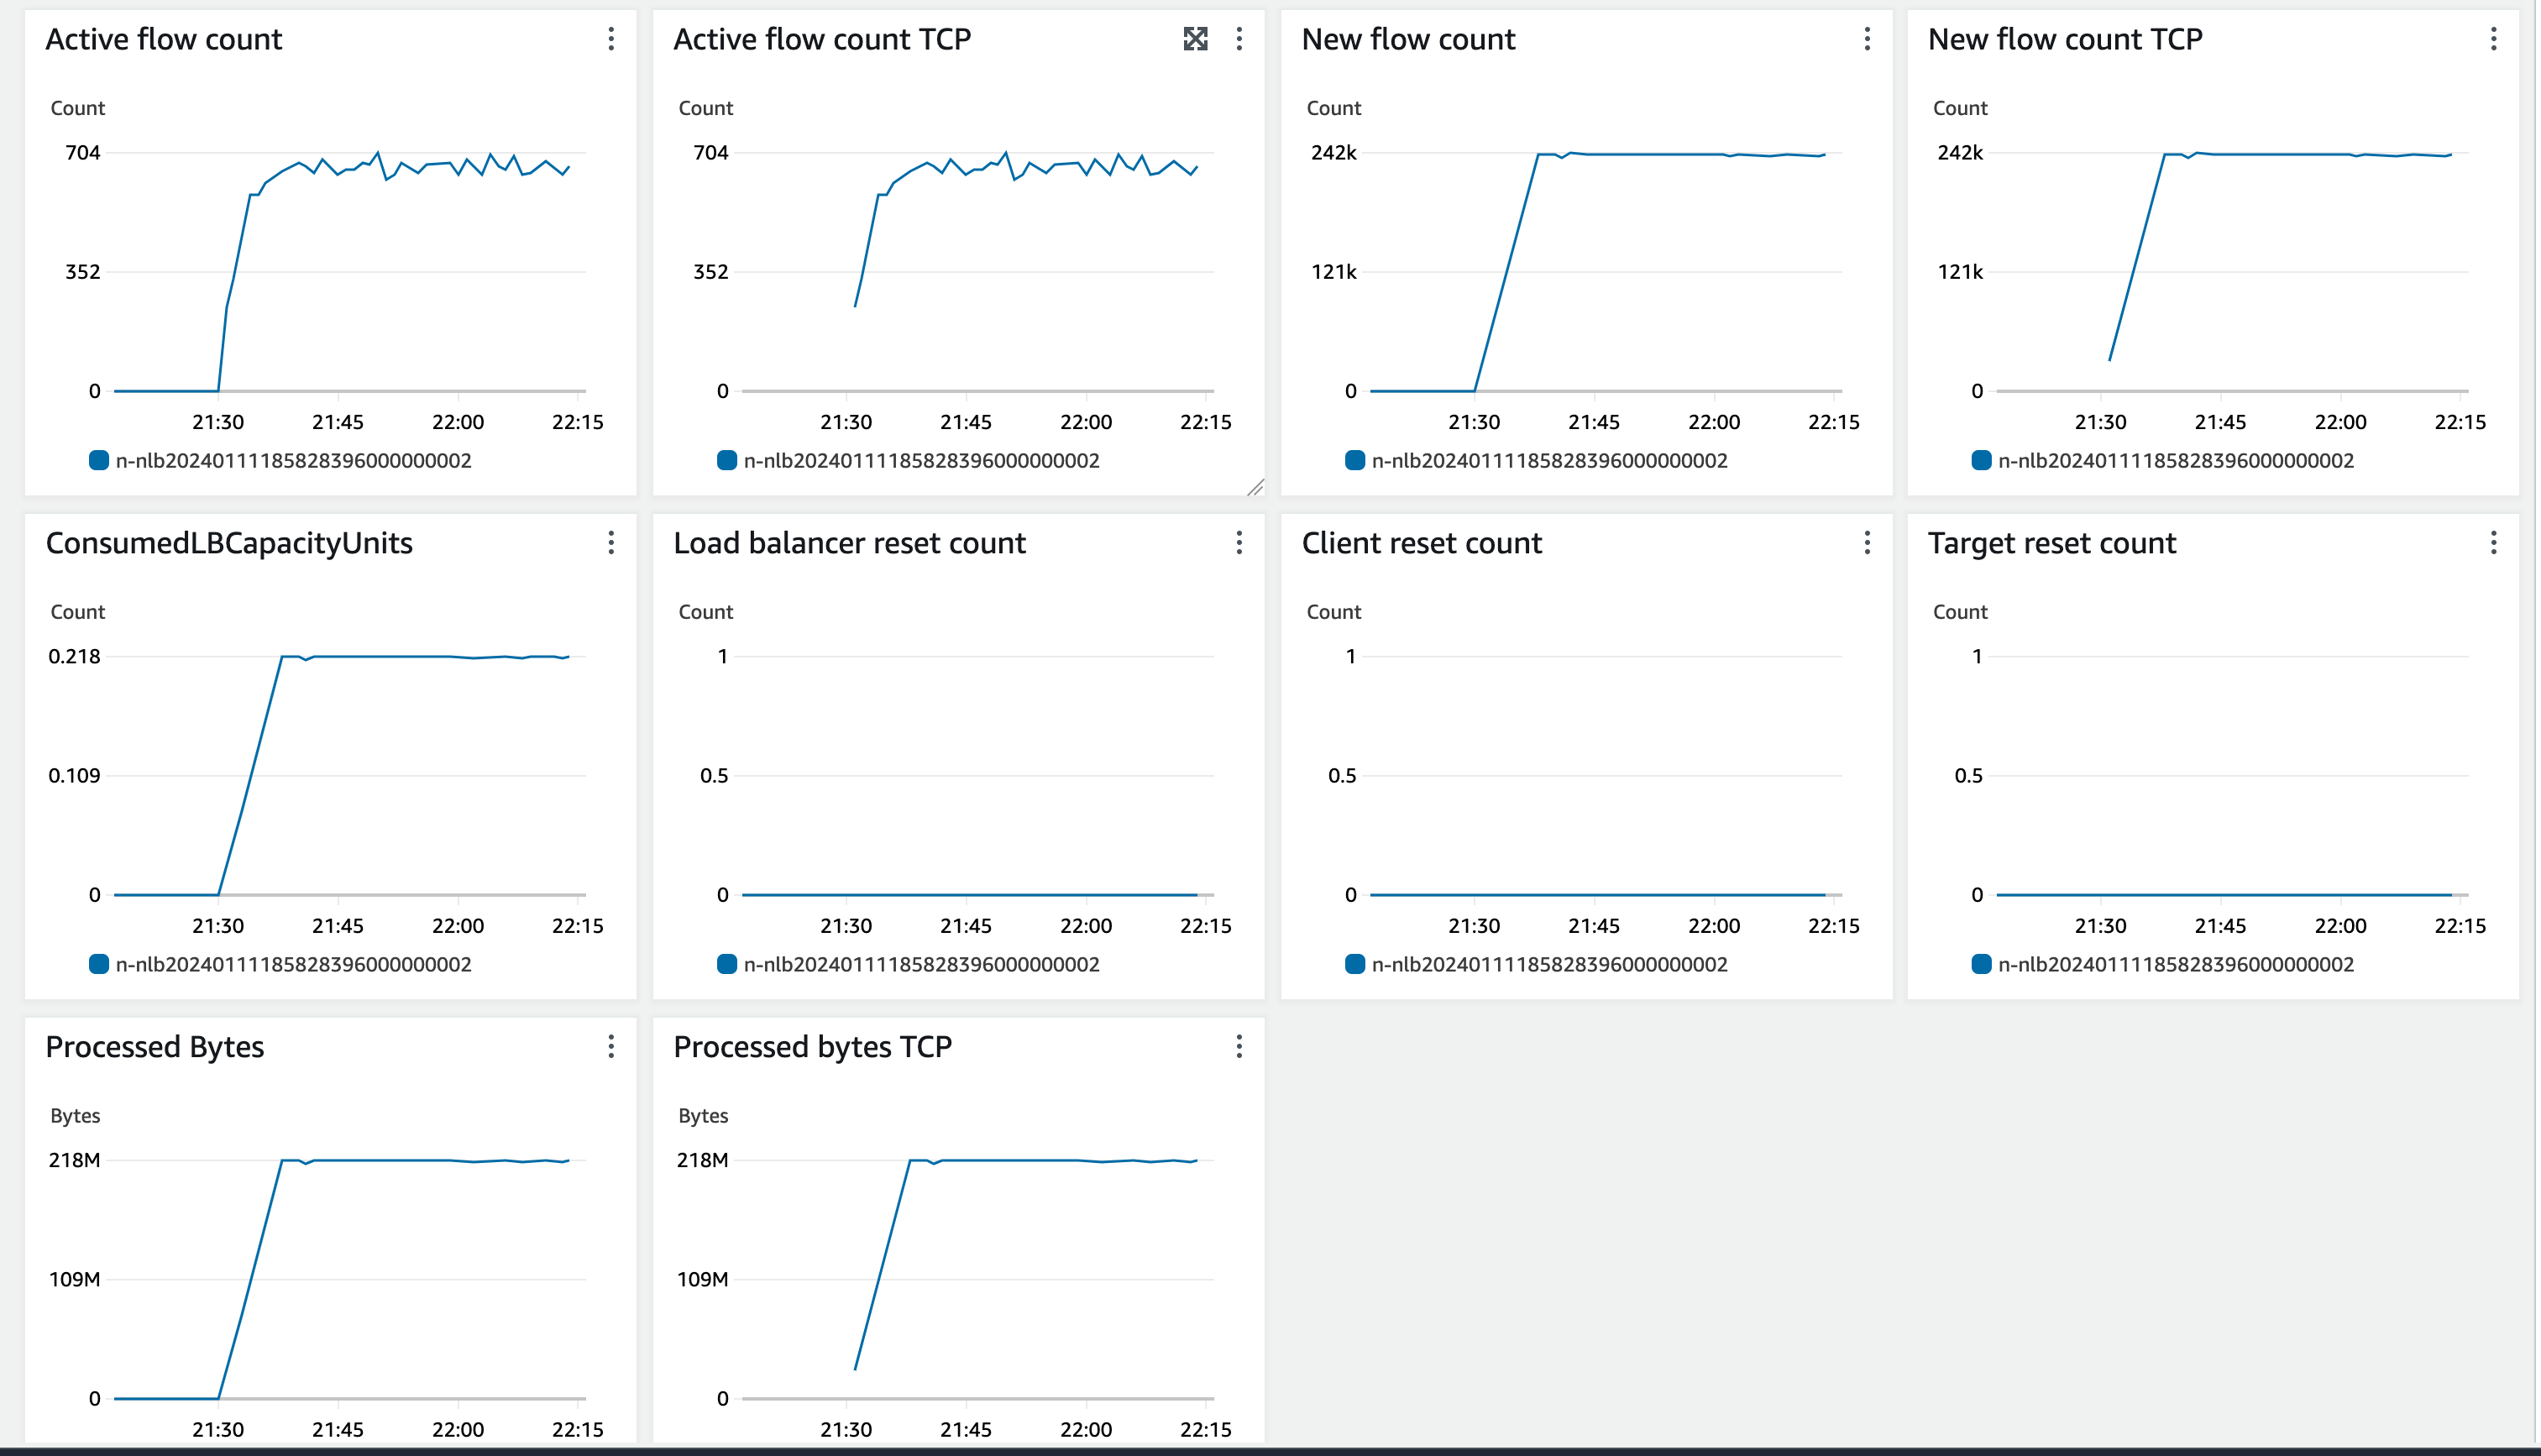 Active flow count
Count
704
352
0
21:30 21:45 22:00 22:15
n-nlb20240111185828396000000002
Active flow count TCP
Count
704
352
0
21:30 21:45 22:00 22:15
n-nlb20240111185828396000000002
New flow count
Count
242k
121k
0
21:30 21:45 22:00 22:15
n-nlb20240111185828396000000002
New flow count TCP
Count
242k
121k
0
21:30 21:45 22:00 22:15
n-nlb20240111185828396000000002
ConsumedLBCapacityUnits
Count
0.218
0.109
0
21:30 21:45 22:00 22:15
n-nlb20240111185828396000000002
Load balancer reset count
Count
1
0.5
0
21:30 21:45 22:00 22:15
n-nlb20240111185828396000000002
Client reset count
Count
1
0.5
0
21:30 21:45 22:00 22:15
n-nlb20240111185828396000000002
Target reset count
Count
1
0.5
0
21:30 21:45 22:00 22:15
n-nlb20240111185828396000000002
Processed Bytes
Bytes
218M
109M
0
21:30 21:45 22:00 22:15
Processed bytes TCP
Bytes
218M
109M
0
21:30 21:45 22:00 22:15